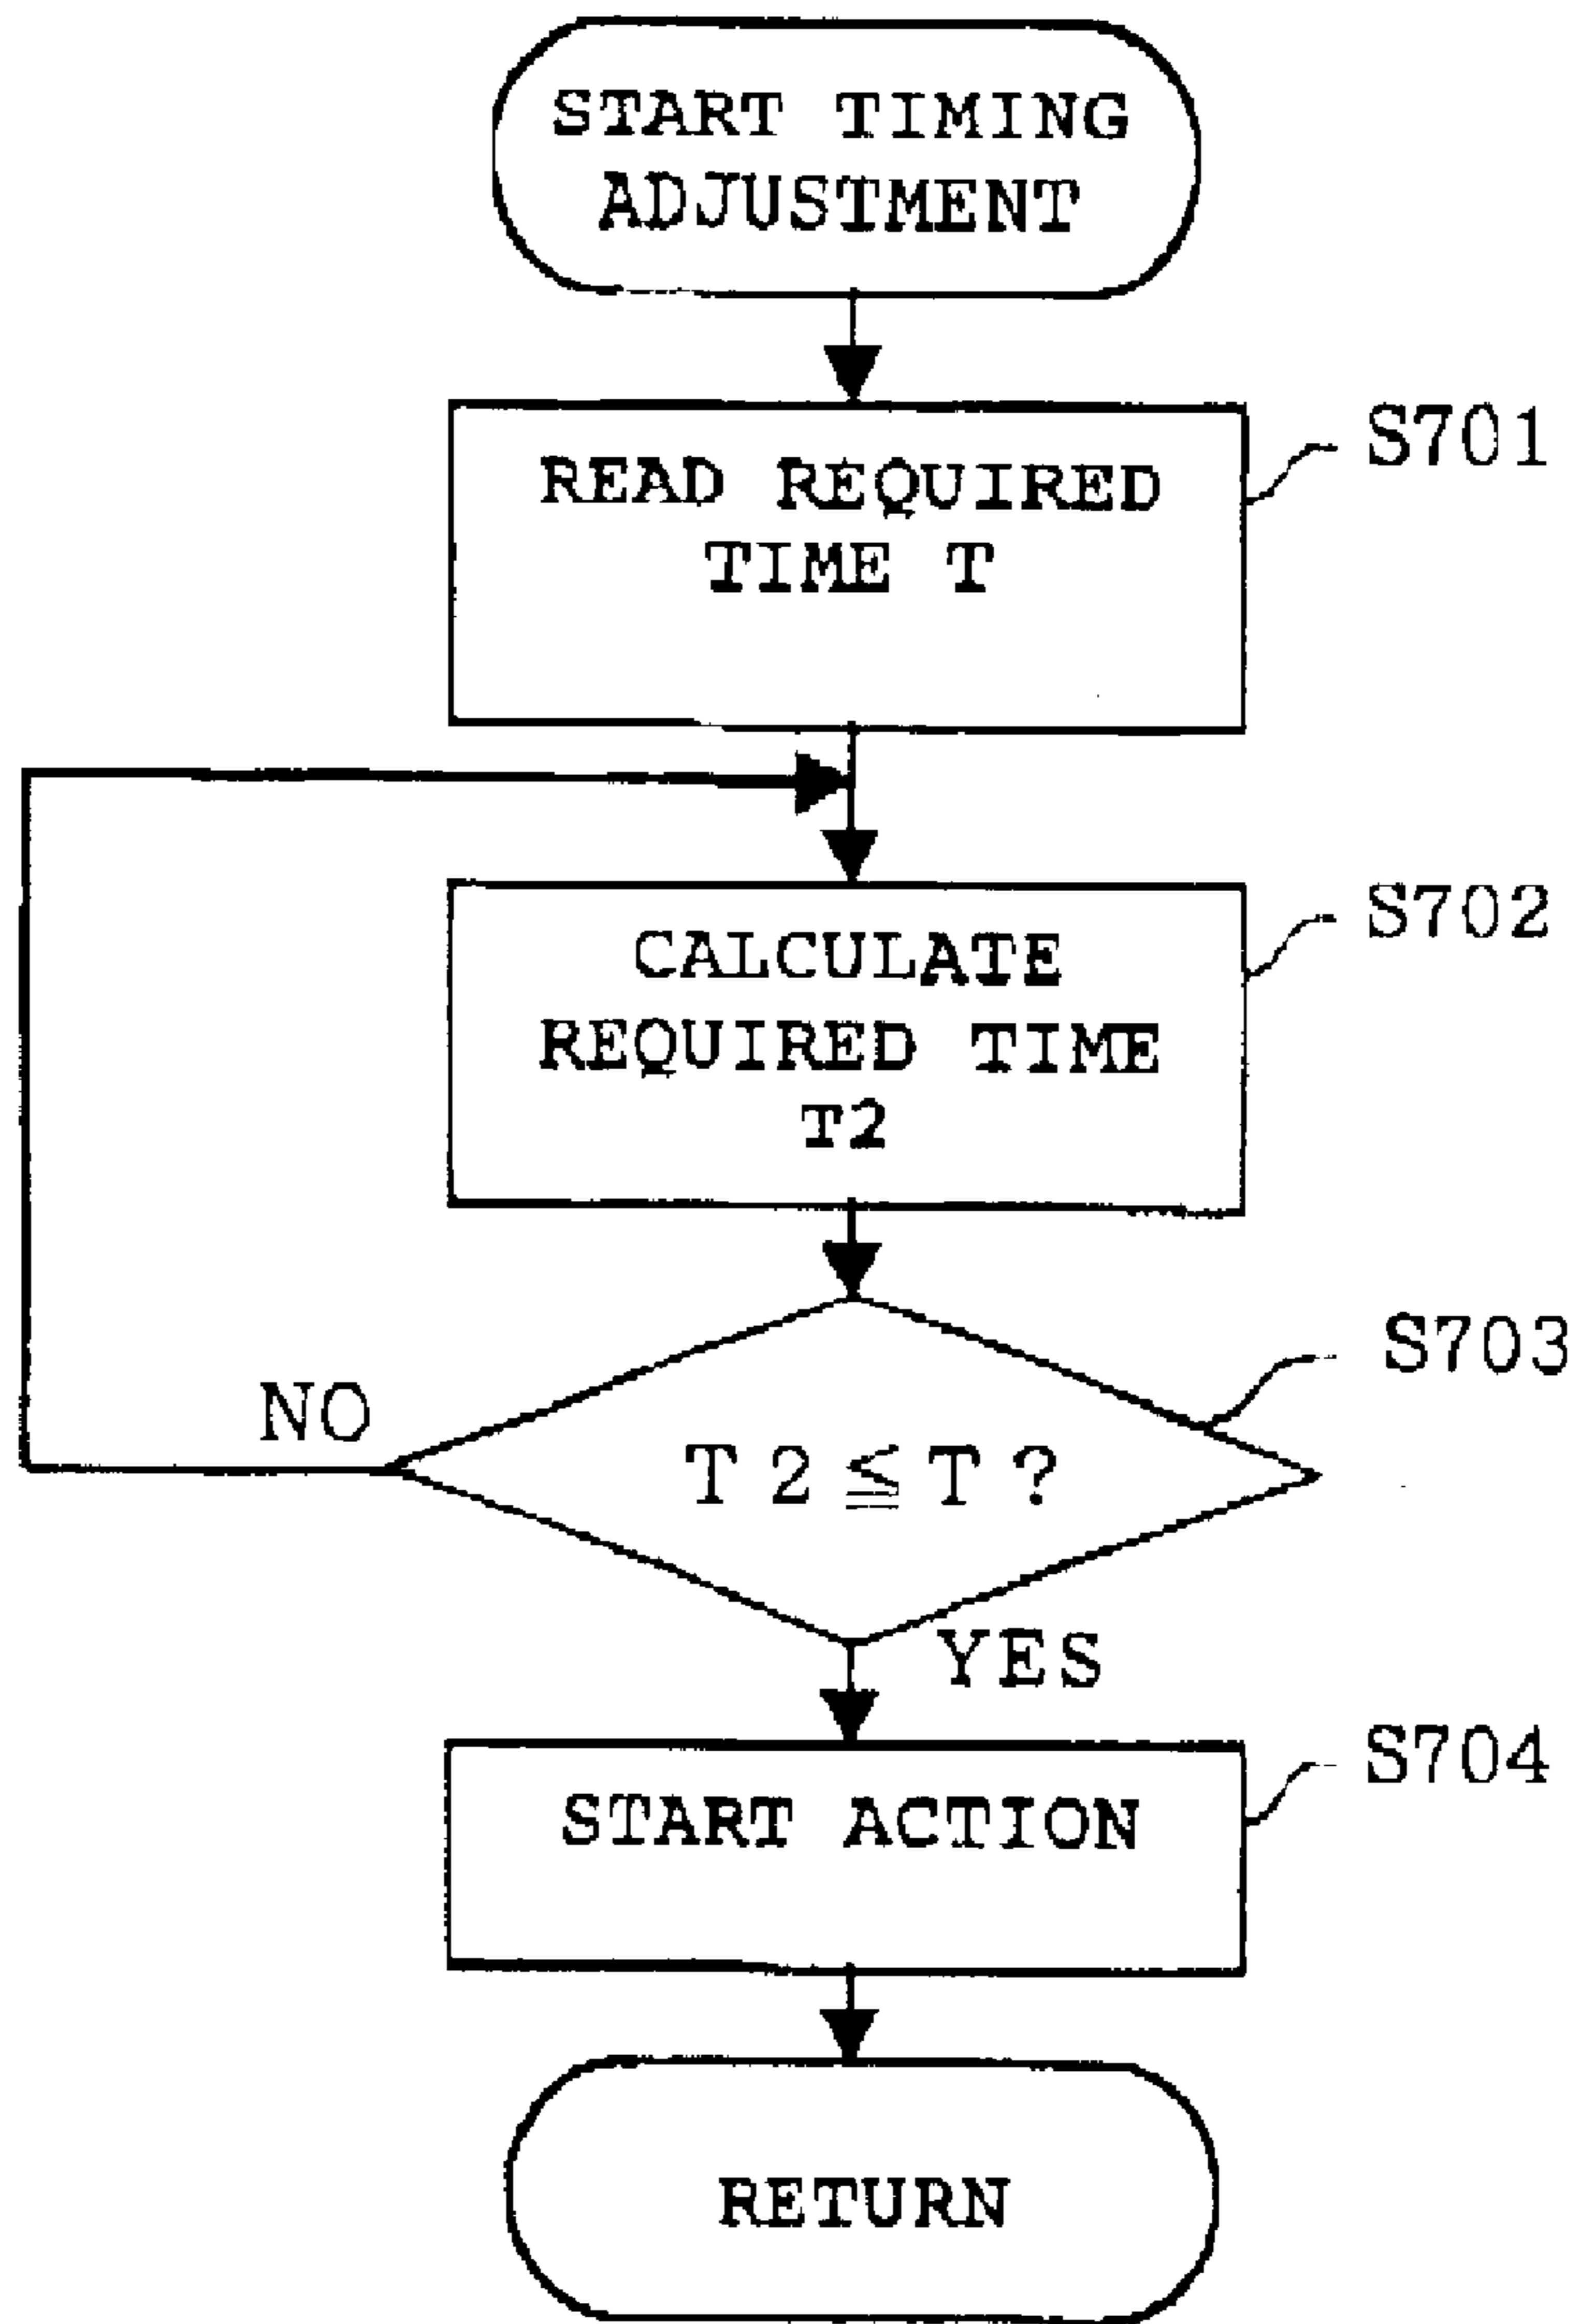 START TIMING
ADJUSTMENT
READ REQUIRED
TIME T
S701
CALCULATE
REQUIRED TIME
T2
S702
T2≦T?
S703
NO
YES
START ACTION
S704
RETURN